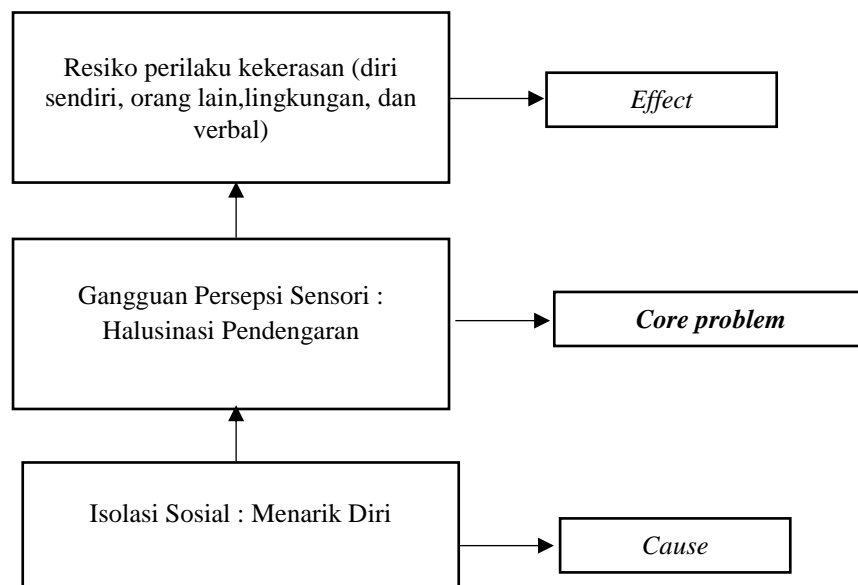 Resiko perilaku kekerasan (diri
sendiri, orang lain,lingkungan, dan
verbal)
Effect
Gangguan Persepsi Sensori :
Halusinasi Pendengaran
Core problem
Isolasi Sosial : Menarik Diri
Cause